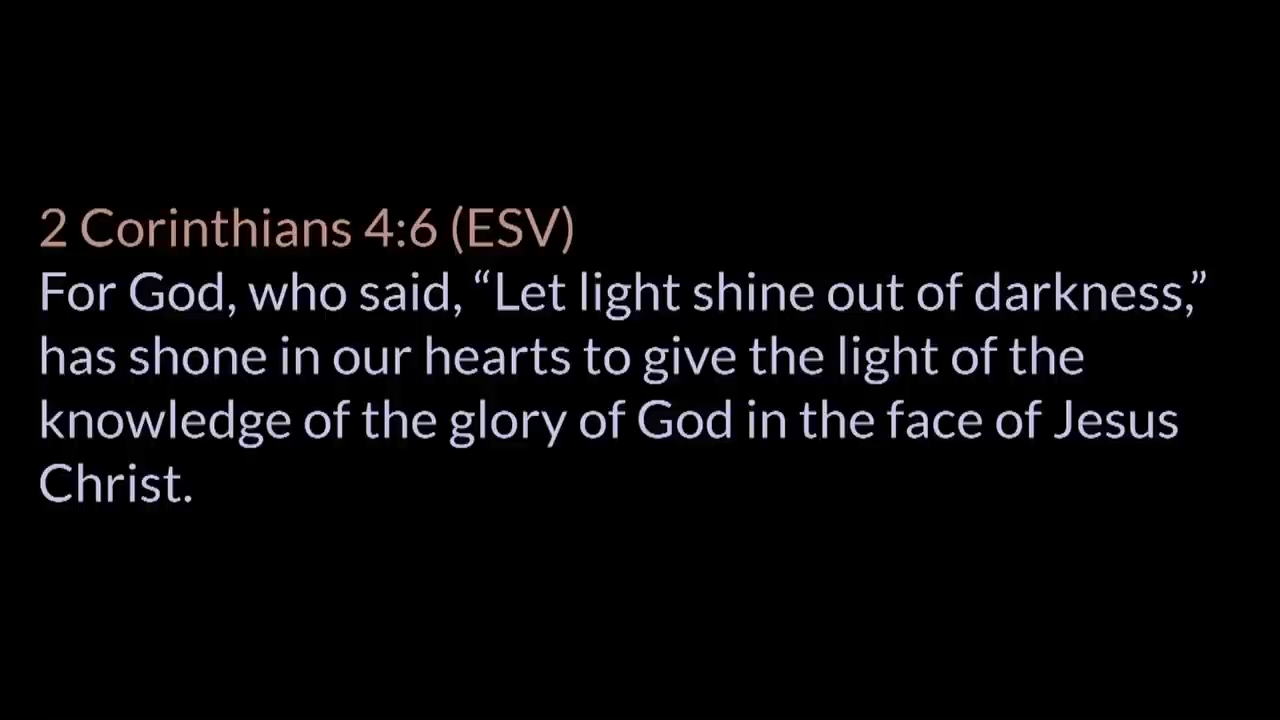 2 Corinthians 4:6 (ESV)
For God, who said, “Let light shine out of darkness,”
has shone in our hearts to give the light of the
knowledge of the glory of God in the face of Jesus
Christ.